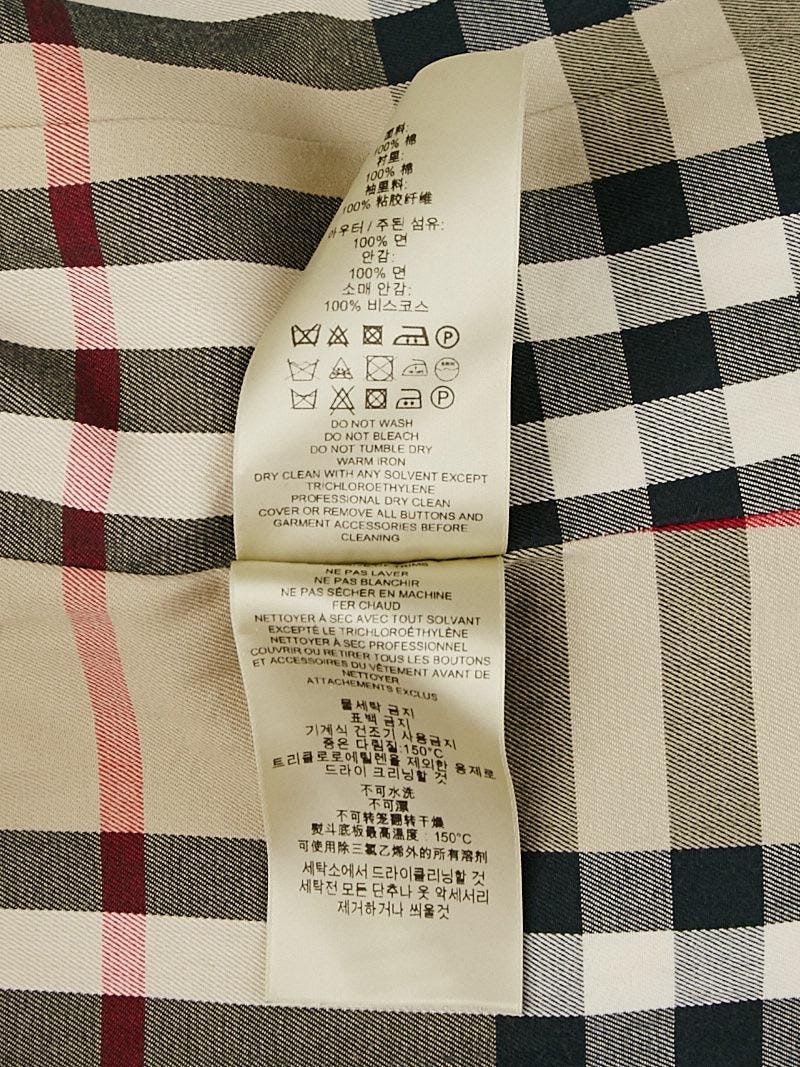 面料:
100% 棉
衬里:
100% 棉
袖里料:
100% 粘胶纤维
아우터 / 주된 섬유:
100% 면
안감:
100% 면
소매 안감:
100% 비스코스
P
P
DO NOT WASH
DO NOT BLEACH
DO NOT TUMBLE DRY
WARM IRON
DRY CLEAN WITH ANY SOLVENT EXCEPT
TRICHLOROETHYLENE
PROFESSIONAL DRY CLEAN
COVER OR REMOVE ALL BUTTONS AND
GARMENT ACCESSORIES BEFORE
CLEANING
TRIMS
NE PAS LAVER
NE PAS BLANCHIR
NE PAS SÉCHER EN MACHINE
FER CHAUD
NETTOYER À SEC AVEC TOUT SOLVANT
EXCEPTÉ LE TRICHLOROÉTHYLÈNE
NETTOYER À SEC PROFESSIONNEL
COUVRIR OU RETIRER TOUS LES BOUTONS
ET ACCESSOIRES DU VÊTEMENT AVANT DE
NETTOYER
ATTACHEMENTS EXCLUS
물세탁 금지
표백 금지
기계식 건조기 사용금지
중온 다림질:150°C
트리클로로에틸렌을 제외한 용제로
드라이 크리닝할 것
不可水洗
不可漂
不可转笼翻转干燥
熨斗底板最高温度 : 150°C
可使用除三氯乙烯外的所有溶剂
세탁소에서 드라이클리닝할 것
세탁전 모든 단추나 옷 악세서리
제거하거나 씌울것